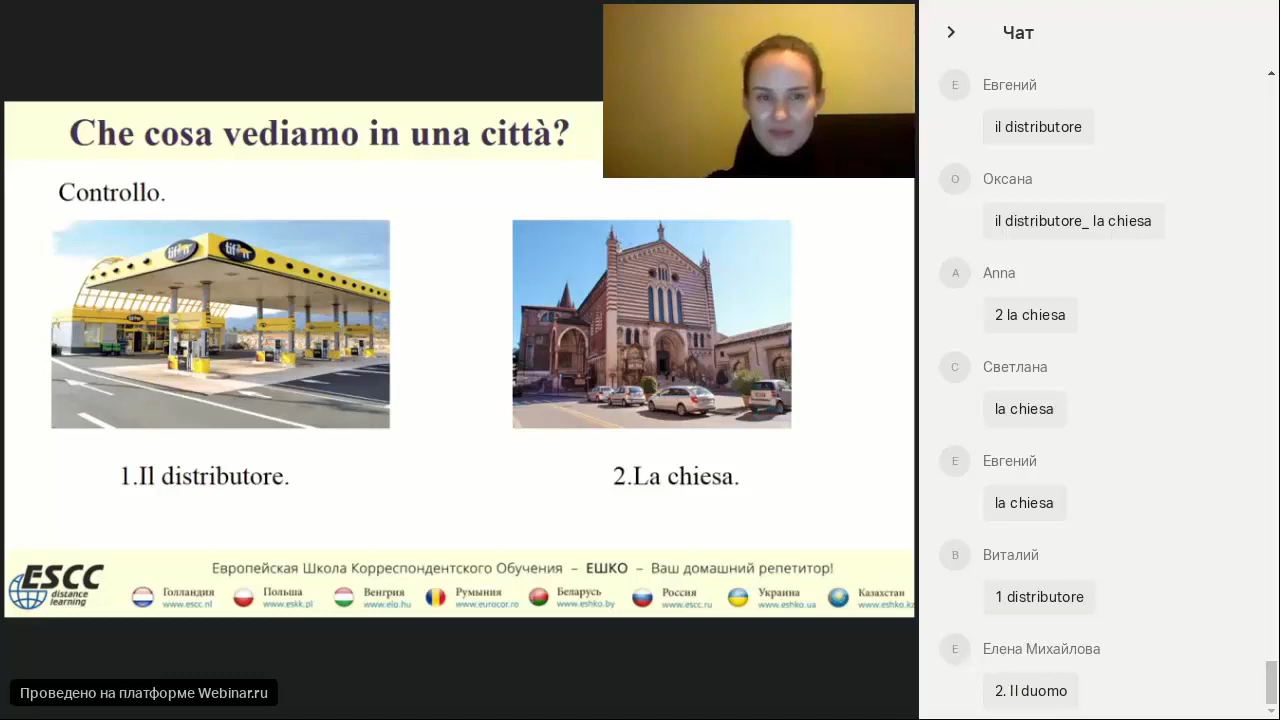 Che cosa vediamo in una città?
Controllo.
1.Il distributore.
2.La chiesa.
ESCC
distance
learning
Европейская Школа Корреспондентского Обучения – ЕШКО – Ваш домашний репетитор!
Голландия
www.escc.nl
Польша
www.eskk.pl
Венгрия
www.elo.hu
Румыния
www.eurocor.ro
Беларусь
www.eshko.by
Россия
www.escc.ru
Украина
www.eshko.ua
Казахстан
www.eshko.kz
Проведено на платформе Webinar.ru
Чат
Е
Евгений
il distributore
О
Оксана
il distributore_ la chiesa
A
Anna
2 la chiesa
С
Светлана
la chiesa
Е
Евгений
la chiesa
В
Виталий
1 distributore
Е
Елена Михайлова
2. Il duomo